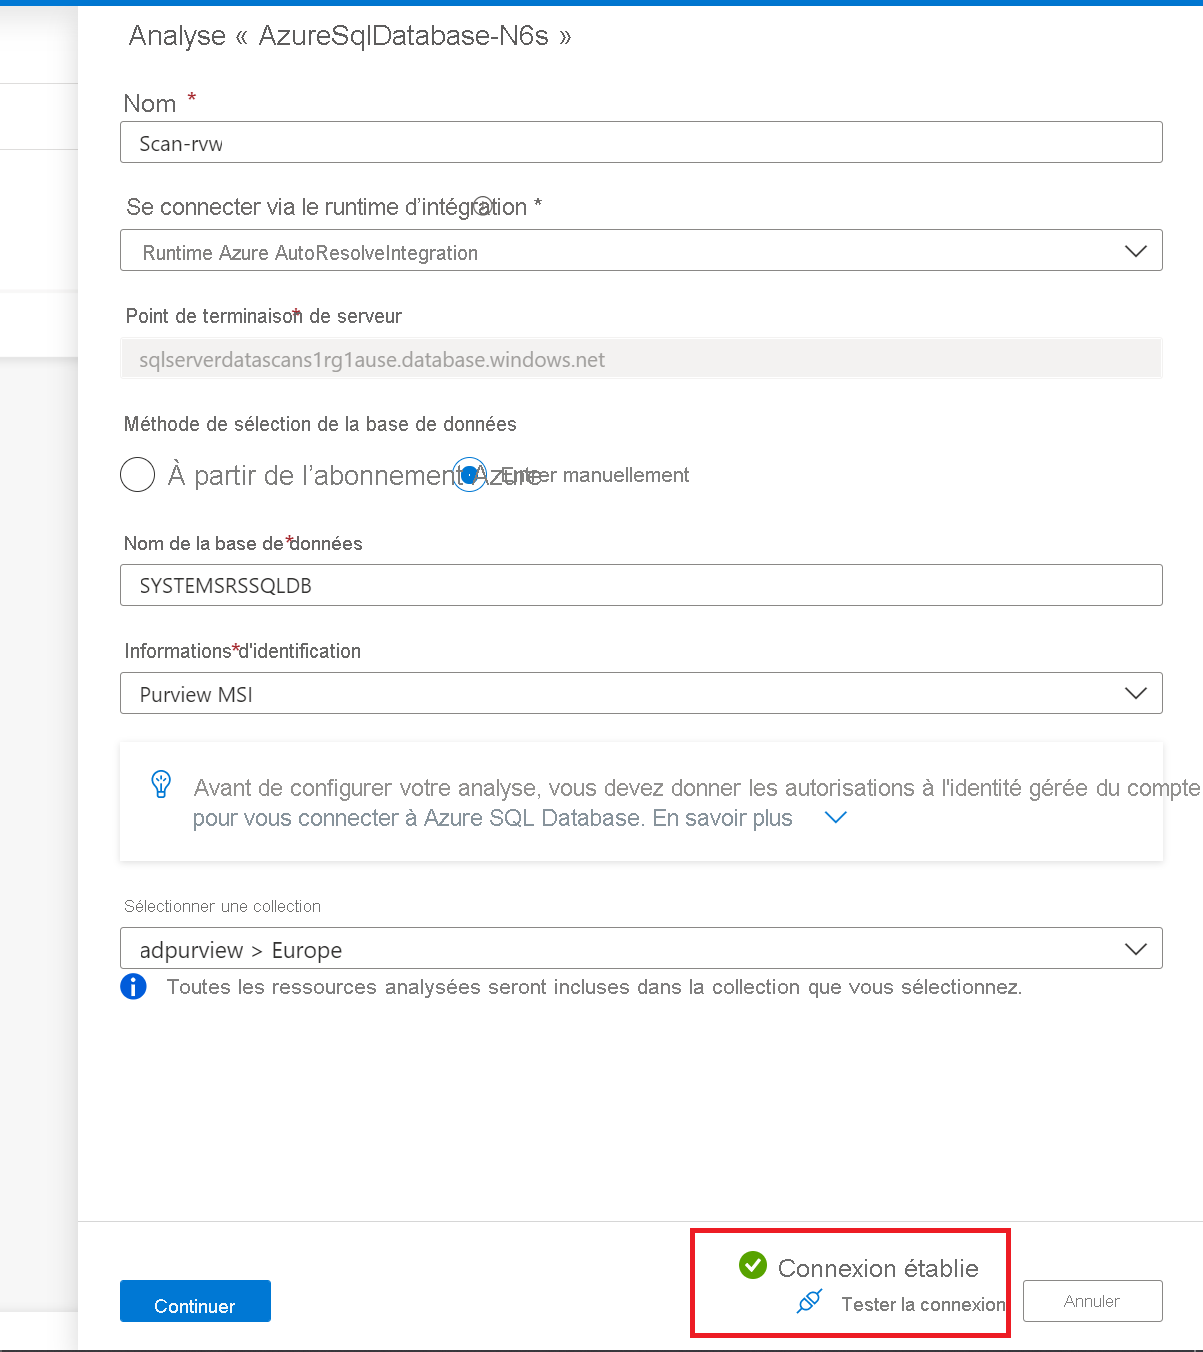 Analyse « AzureSqlDatabase-N6s »
Nom *
Scan-rvw
Se connecter via le runtime d'intégration *
Runtime Azure AutoResolveIntegration
Point de terminaison de serveur *
sqlserverdatascans1rg1ause.database.windows.net
Méthode de sélection de la base de données
À partir de l’abonnement Azure Entrer manuellement
Nom de la base de données *
SYSTEMSRSSQLDB
Informations d'identification *
Purview MSI
Avant de configurer votre analyse, vous devez donner les autorisations à l'identité gérée du compte
pour vous connecter à Azure SQL Database. En savoir plus
Sélectionner une collection
adpurview > Europe
Toutes les ressources analysées seront incluses dans la collection que vous sélectionnez.
Connexion établie
Continuer Tester la connexion Annuler